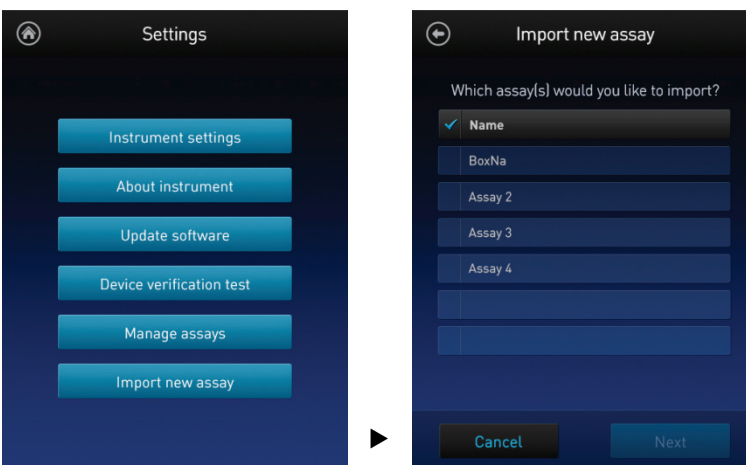 Settings
Instrument settings
About instrument
Update software
Device verification test
Manage assays
Import new assay
Import new assay
Which assay(s) would you like to import?
Name
BoxNa
Assay 2
Assay 3
Assay 4
Cancel
Next